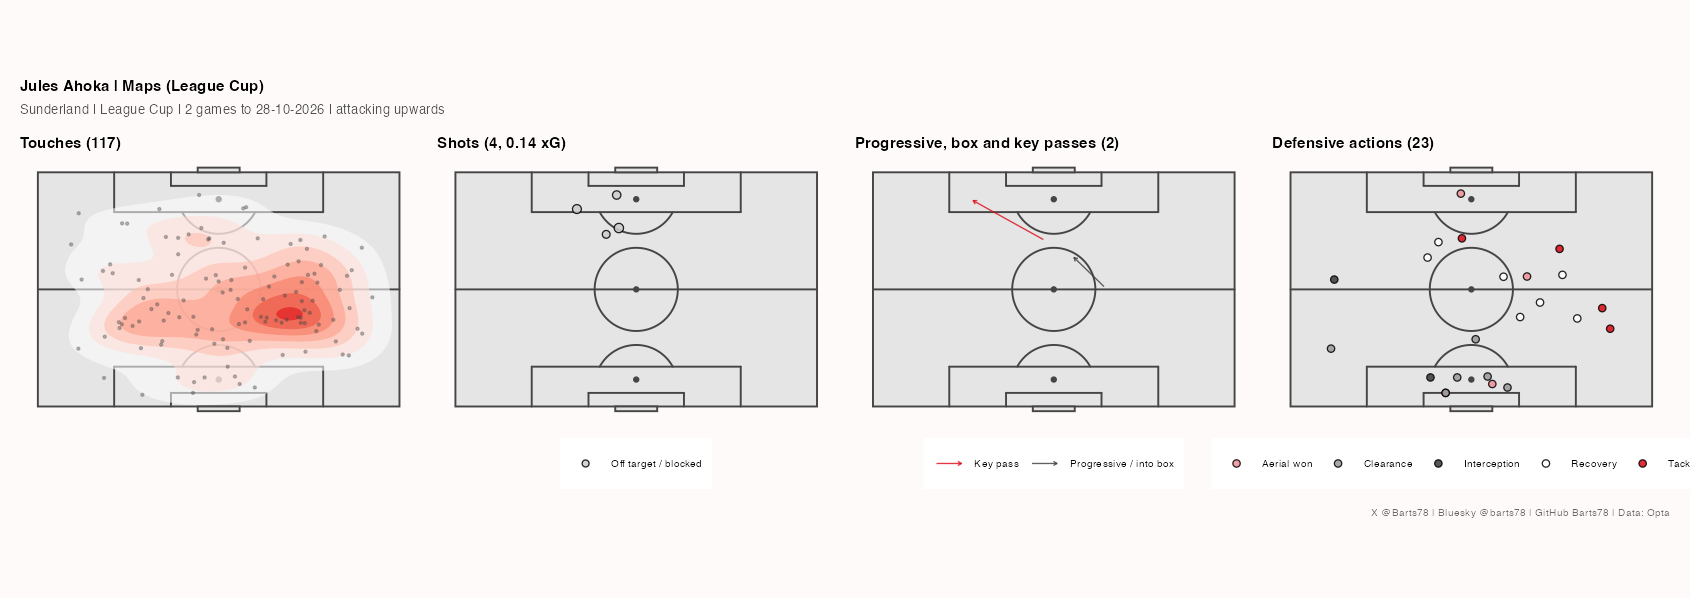 Jules Ahoka | Maps (League Cup)
Sunderland | League Cup | 2 games to 28-10-2026 | attacking upwards
Touches (117)
Shots (4, 0.14 xG)
Progressive, box and key passes (2)
Defensive actions (23)
Off target / blocked
Key pass
Progressive / into box
Aerial won
Clearance
Interception
Recovery
Tack
X @Barts78 | Bluesky @barts78 | GitHub Barts78 | Data: Opta